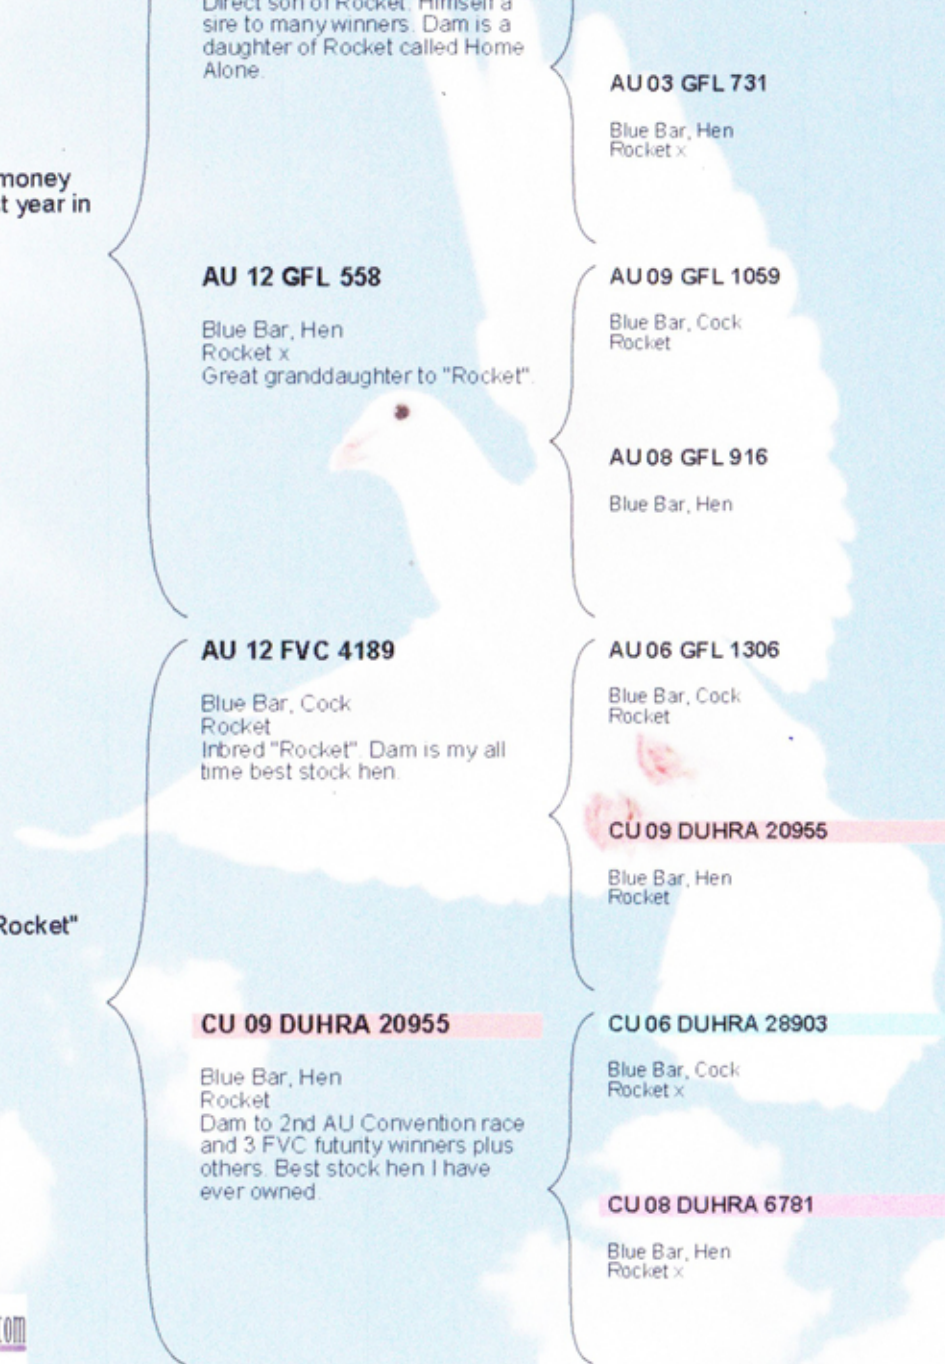 Direct son of Rocket. Himself a
sire to many winners. Dam is a
daughter of Rocket called Home
Alone.
AU 03 GFL 731
Blue Bar, Hen
Rocket x
money
t year in
AU 12 GFL 558
Blue Bar, Hen
Rocket x
Great granddaughter to "Rocket".
AU 09 GFL 1059
Blue Bar, Cock
Rocket
AU 08 GFL 916
Blue Bar, Hen
AU 12 FVC 4189
Blue Bar, Cock
Rocket
Inbred "Rocket". Dam is my all
time best stock hen.
AU 06 GFL 1306
Blue Bar, Cock
Rocket
CU 09 DUHRA 20955
Blue Bar, Hen
Rocket
Rocket"
CU 09 DUHRA 20955
Blue Bar, Hen
Rocket
Dam to 2nd AU Convention race
and 3 FVC futurity winners plus
others. Best stock hen I have
ever owned.
CU 06 DUHRA 28903
Blue Bar, Cock
Rocket x
CU 08 DUHRA 6781
Blue Bar, Hen
Rocket x
com